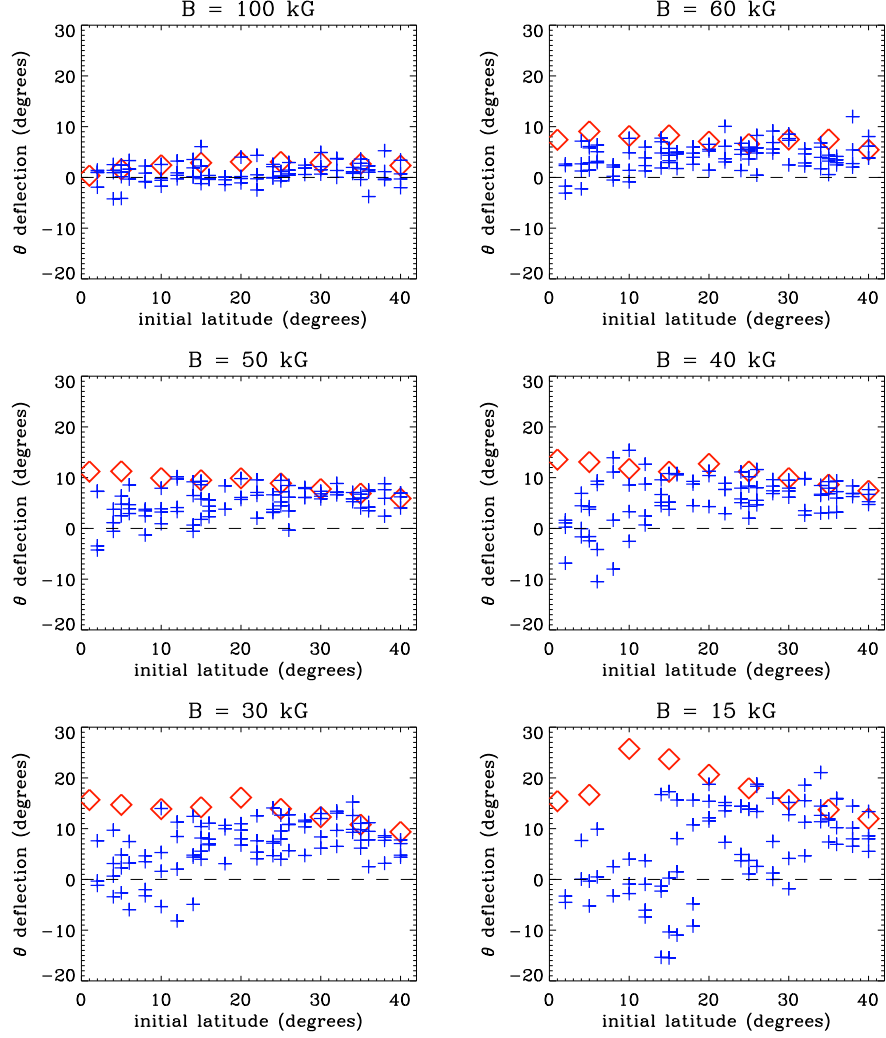 B = 100 kG
30
20
10
0
−10
−20
θ deflection (degrees)
0 10 20 30 40
initial latitude (degrees)
B = 60 kG
30
20
10
0
−10
−20
θ deflection (degrees)
0 10 20 30 40
initial latitude (degrees)
B = 50 kG
30
20
10
0
−10
−20
θ deflection (degrees)
0 10 20 30 40
initial latitude (degrees)
B = 40 kG
30
20
10
0
−10
−20
θ deflection (degrees)
0 10 20 30 40
initial latitude (degrees)
B = 30 kG
30
20
10
0
−10
−20
θ deflection (degrees)
0 10 20 30 40
initial latitude (degrees)
B = 15 kG
30
20
10
0
−10
−20
θ deflection (degrees)
0 10 20 30 40
initial latitude (degrees)